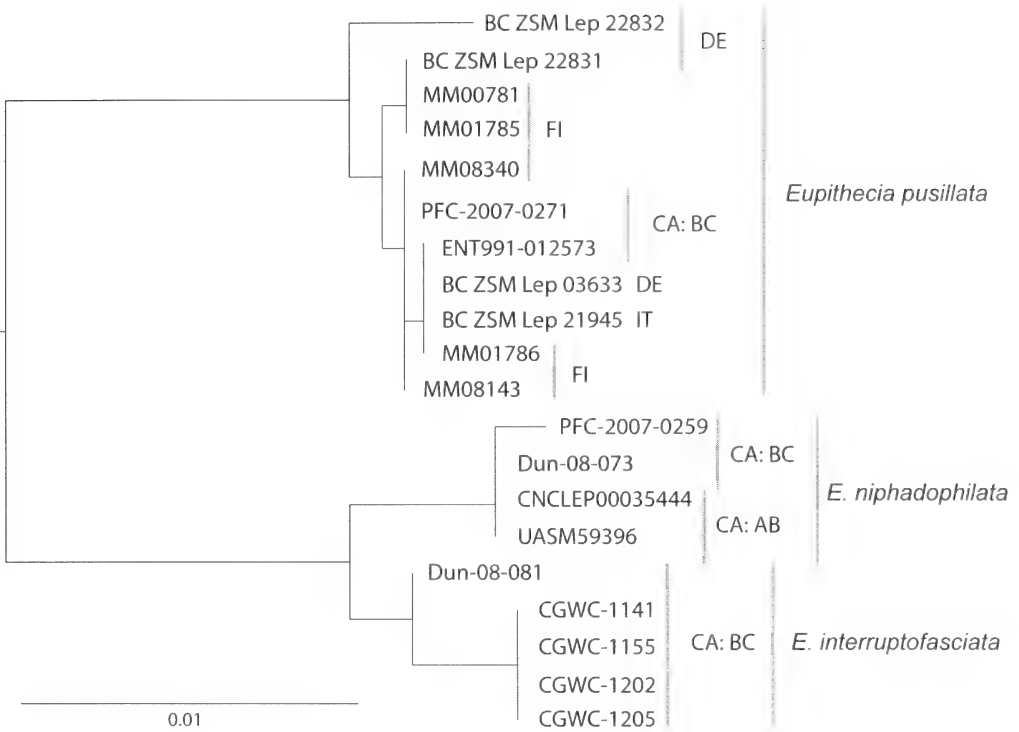 BC ZSM Lep 22832
DE
BC ZSM Lep 22831
MM00781
MM01785 FI
MM08340
Eupithecia pusillata
PFC-2007-0271
CA: BC
ENT991-012573
BC ZSM Lep 03633 DE
BC ZSM Lep 21945 IT
MM01786
FI
MM08143
PFC-2007-0259
CA: BC
Dun-08-073
E. niphadophilata
CNCLEP00035444
CA: AB
UASM59396
Dun-08-081
CGWC-1141
CGWC-1155 CA: BC E. interruptofasciata
CGWC-1202
CGWC-1205
0.01